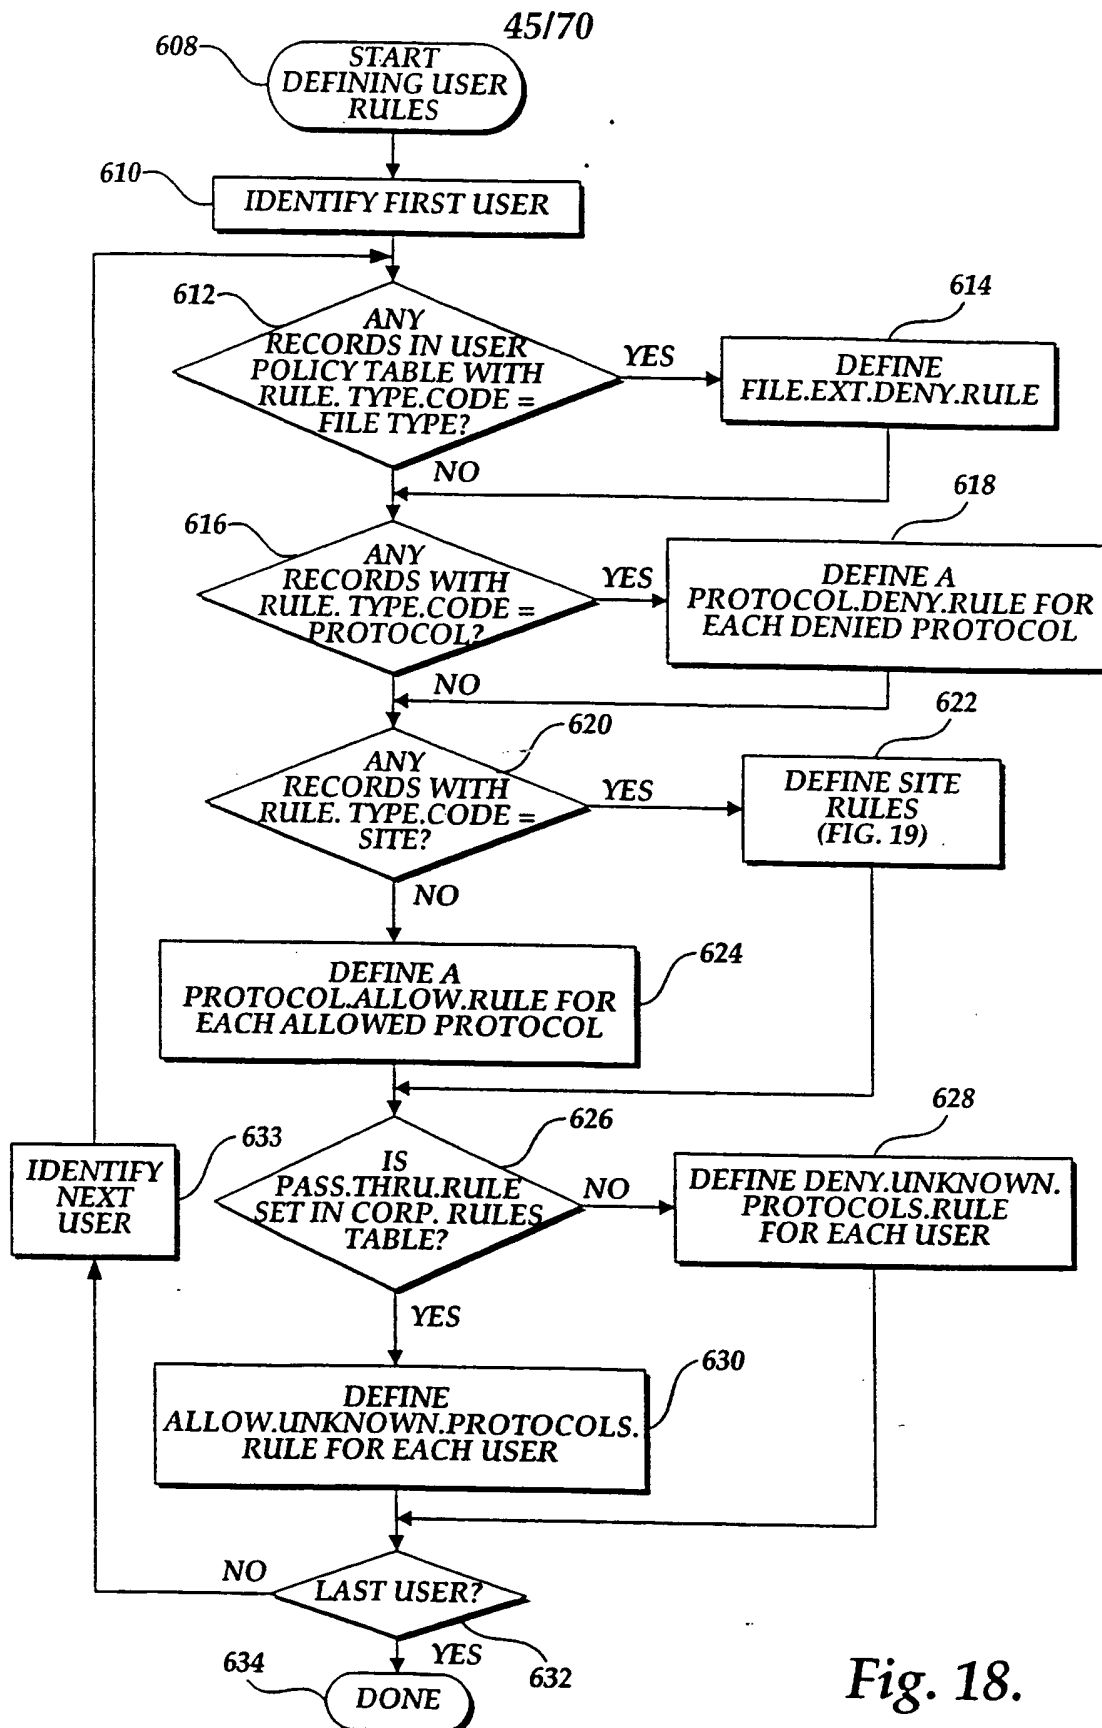 45/70
608
START
DEFINING USER
RULES
610
IDENTIFY FIRST USER
612
ANY
RECORDS IN USER
POLICY TABLE WITH
RULE. TYPE.CODE =
FILE TYPE?
YES
614
DEFINE
FILE.EXT.DENY.RULE
NO
616
ANY
RECORDS WITH
RULE. TYPE.CODE =
PROTOCOL?
YES
618
DEFINE A
PROTOCOL.DENY.RULE FOR
EACH DENIED PROTOCOL
NO
620
ANY
RECORDS WITH
RULE. TYPE.CODE =
SITE?
YES
622
DEFINE SITE
RULES
(FIG. 19)
NO
624
DEFINE A
PROTOCOL.ALLOW.RULE FOR
EACH ALLOWED PROTOCOL
626
IS
PASS.THRU.RULE
SET IN CORP. RULES
TABLE?
NO
628
DEFINE DENY.UNKNOWN.
PROTOCOLS.RULE
FOR EACH USER
633
IDENTIFY
NEXT
USER
YES
630
DEFINE
ALLOW.UNKNOWN.PROTOCOLS.
RULE FOR EACH USER
NO
LAST USER?
632
YES
634
DONE
Fig. 18.